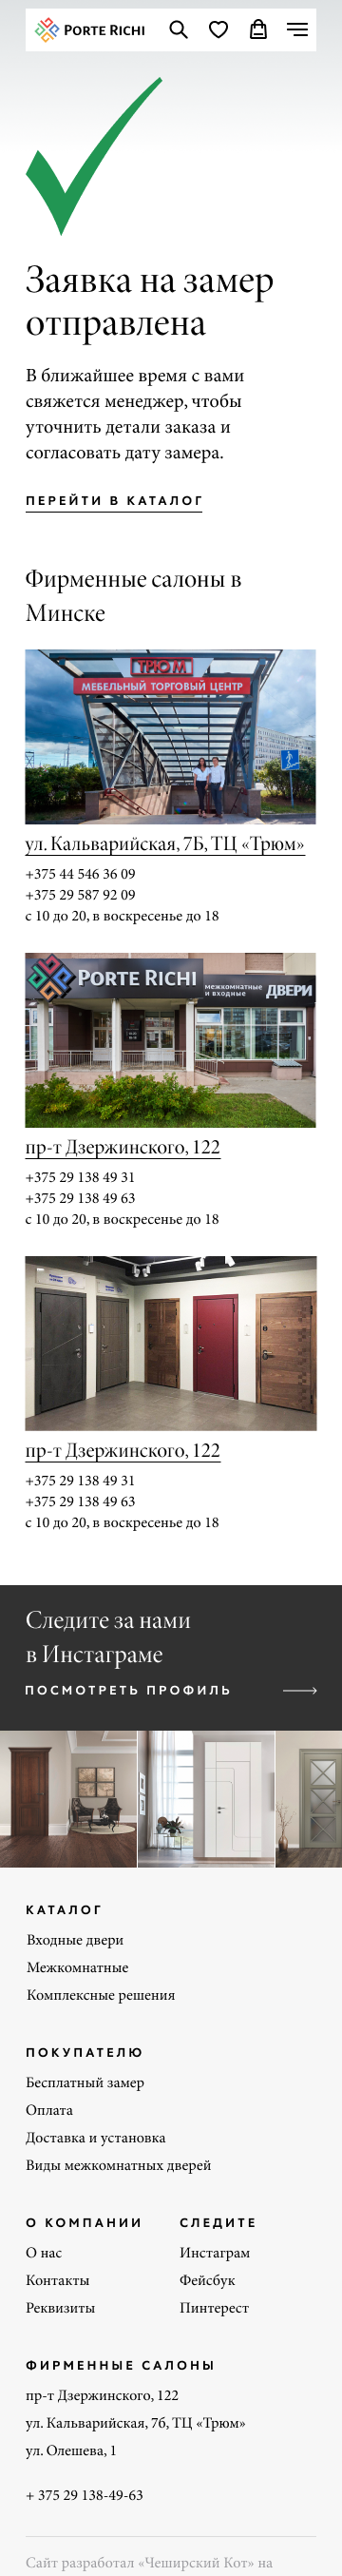 PORTE RICHI
Заявка на замер
отправлена
В ближайшее время с вами
свяжется менеджер, чтобы
уточнить детали заказа и
согласовать дату замера.
ПЕРЕЙТИ В КАТАЛОГ
Фирменные салоны в
Минске
ТРЮМ
МЕБЕЛЬНЫЙ ТОРГОВЫЙ ЦЕНТР
ул. Кальварийская, 7Б, ТЦ «Трюм»
+375 44 546 36 09
+375 29 587 92 09
с 10 до 20, в воскресенье до 18
PORTE RICHI
межкомнатные
и входные
ДВЕРИ
пр-т Дзержинского, 122
+375 29 138 49 31
+375 29 138 49 63
с 10 до 20, в воскресенье до 18
пр-т Дзержинского, 122
+375 29 138 49 31
+375 29 138 49 63
с 10 до 20, в воскресенье до 18
Следите за нами
в Инстаграме
ПОСМОТРЕТЬ ПРОФИЛЬ
КАТАЛОГ
Входные двери
Межкомнатные
Комплексные решения
ПОКУПАТЕЛЮ
Бесплатный замер
Оплата
Доставка и установка
Виды межкомнатных дверей
О КОМПАНИИ
О нас
Контакты
Реквизиты
СЛЕДИТЕ
Инстаграм
Фейсбук
Пинтерест
ФИРМЕННЫЕ САЛОНЫ
пр-т Дзержинского, 122
ул. Кальварийская, 7б, ТЦ «Трюм»
ул. Олешева, 1
+ 375 29 138-49-63
Сайт разработал «Чеширский Кот» на